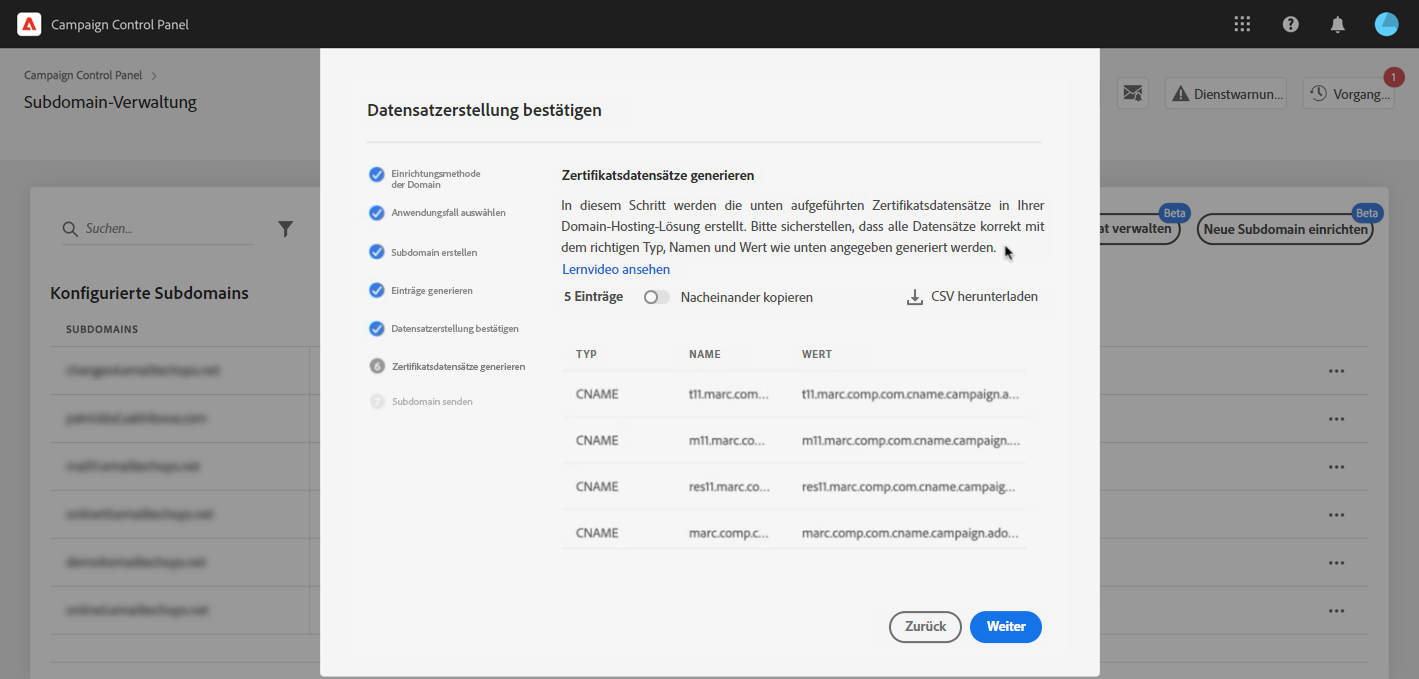 Campaign Control Panel
Campaign Control Panel
Subdomain-Verwaltung
Dienstwarnun...
Vorgang...
1
Suchen...
at verwalten
Beta
Neue Subdomain einrichten
Beta
Konfigurierte Subdomains
SUBDOMAINS
Datensatzerstellung bestätigen
Einrichtungsmethode
der Domain
Anwendungsfall auswählen
Subdomain erstellen
Einträge generieren
Datensatzerstellung bestätigen
6 Zertifikatsdatensätze generieren
7 Subdomain senden
Zertifikatsdatensätze generieren
In diesem Schritt werden die unten aufgeführten Zertifikatsdatensätze in Ihrer
Domain-Hosting-Lösung erstellt. Bitte sicherstellen, dass alle Datensätze korrekt mit
dem richtigen Typ, Namen und Wert wie unten angegeben generiert werden.
Lernvideo ansehen
5 Einträge
Nacheinander kopieren
CSV herunterladen
TYP NAME WERT
CNAME t11.marc.com... t11.marc.comp.com.cname.campaign.a...
CNAME m11.marc.co... m11.marc.comp.com.cname.campaign....
CNAME res11.marc.co... res11.marc.comp.com.cname.campaig...
CNAME marc.comp.c... marc.comp.com.cname.campaign.ado...
Zurück
Weiter